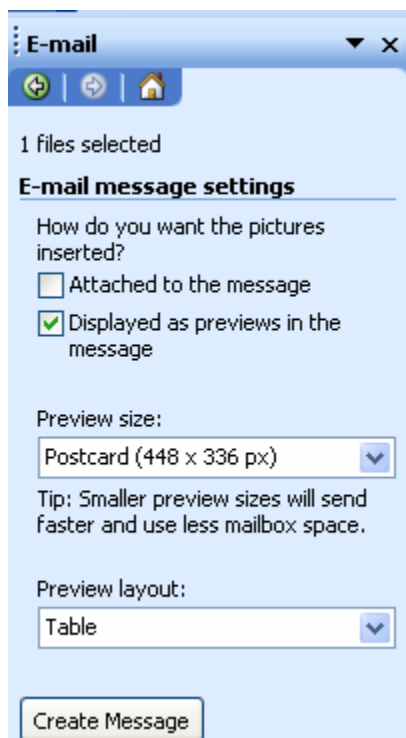 E-mail
1 files selected
E-mail message settings
How do you want the pictures
inserted?
Attached to the message
Displayed as previews in the
message
Preview size:
Postcard (448 x 336 px)
Tip: Smaller preview sizes will send
faster and use less mailbox space.
Preview layout:
Table
Create Message